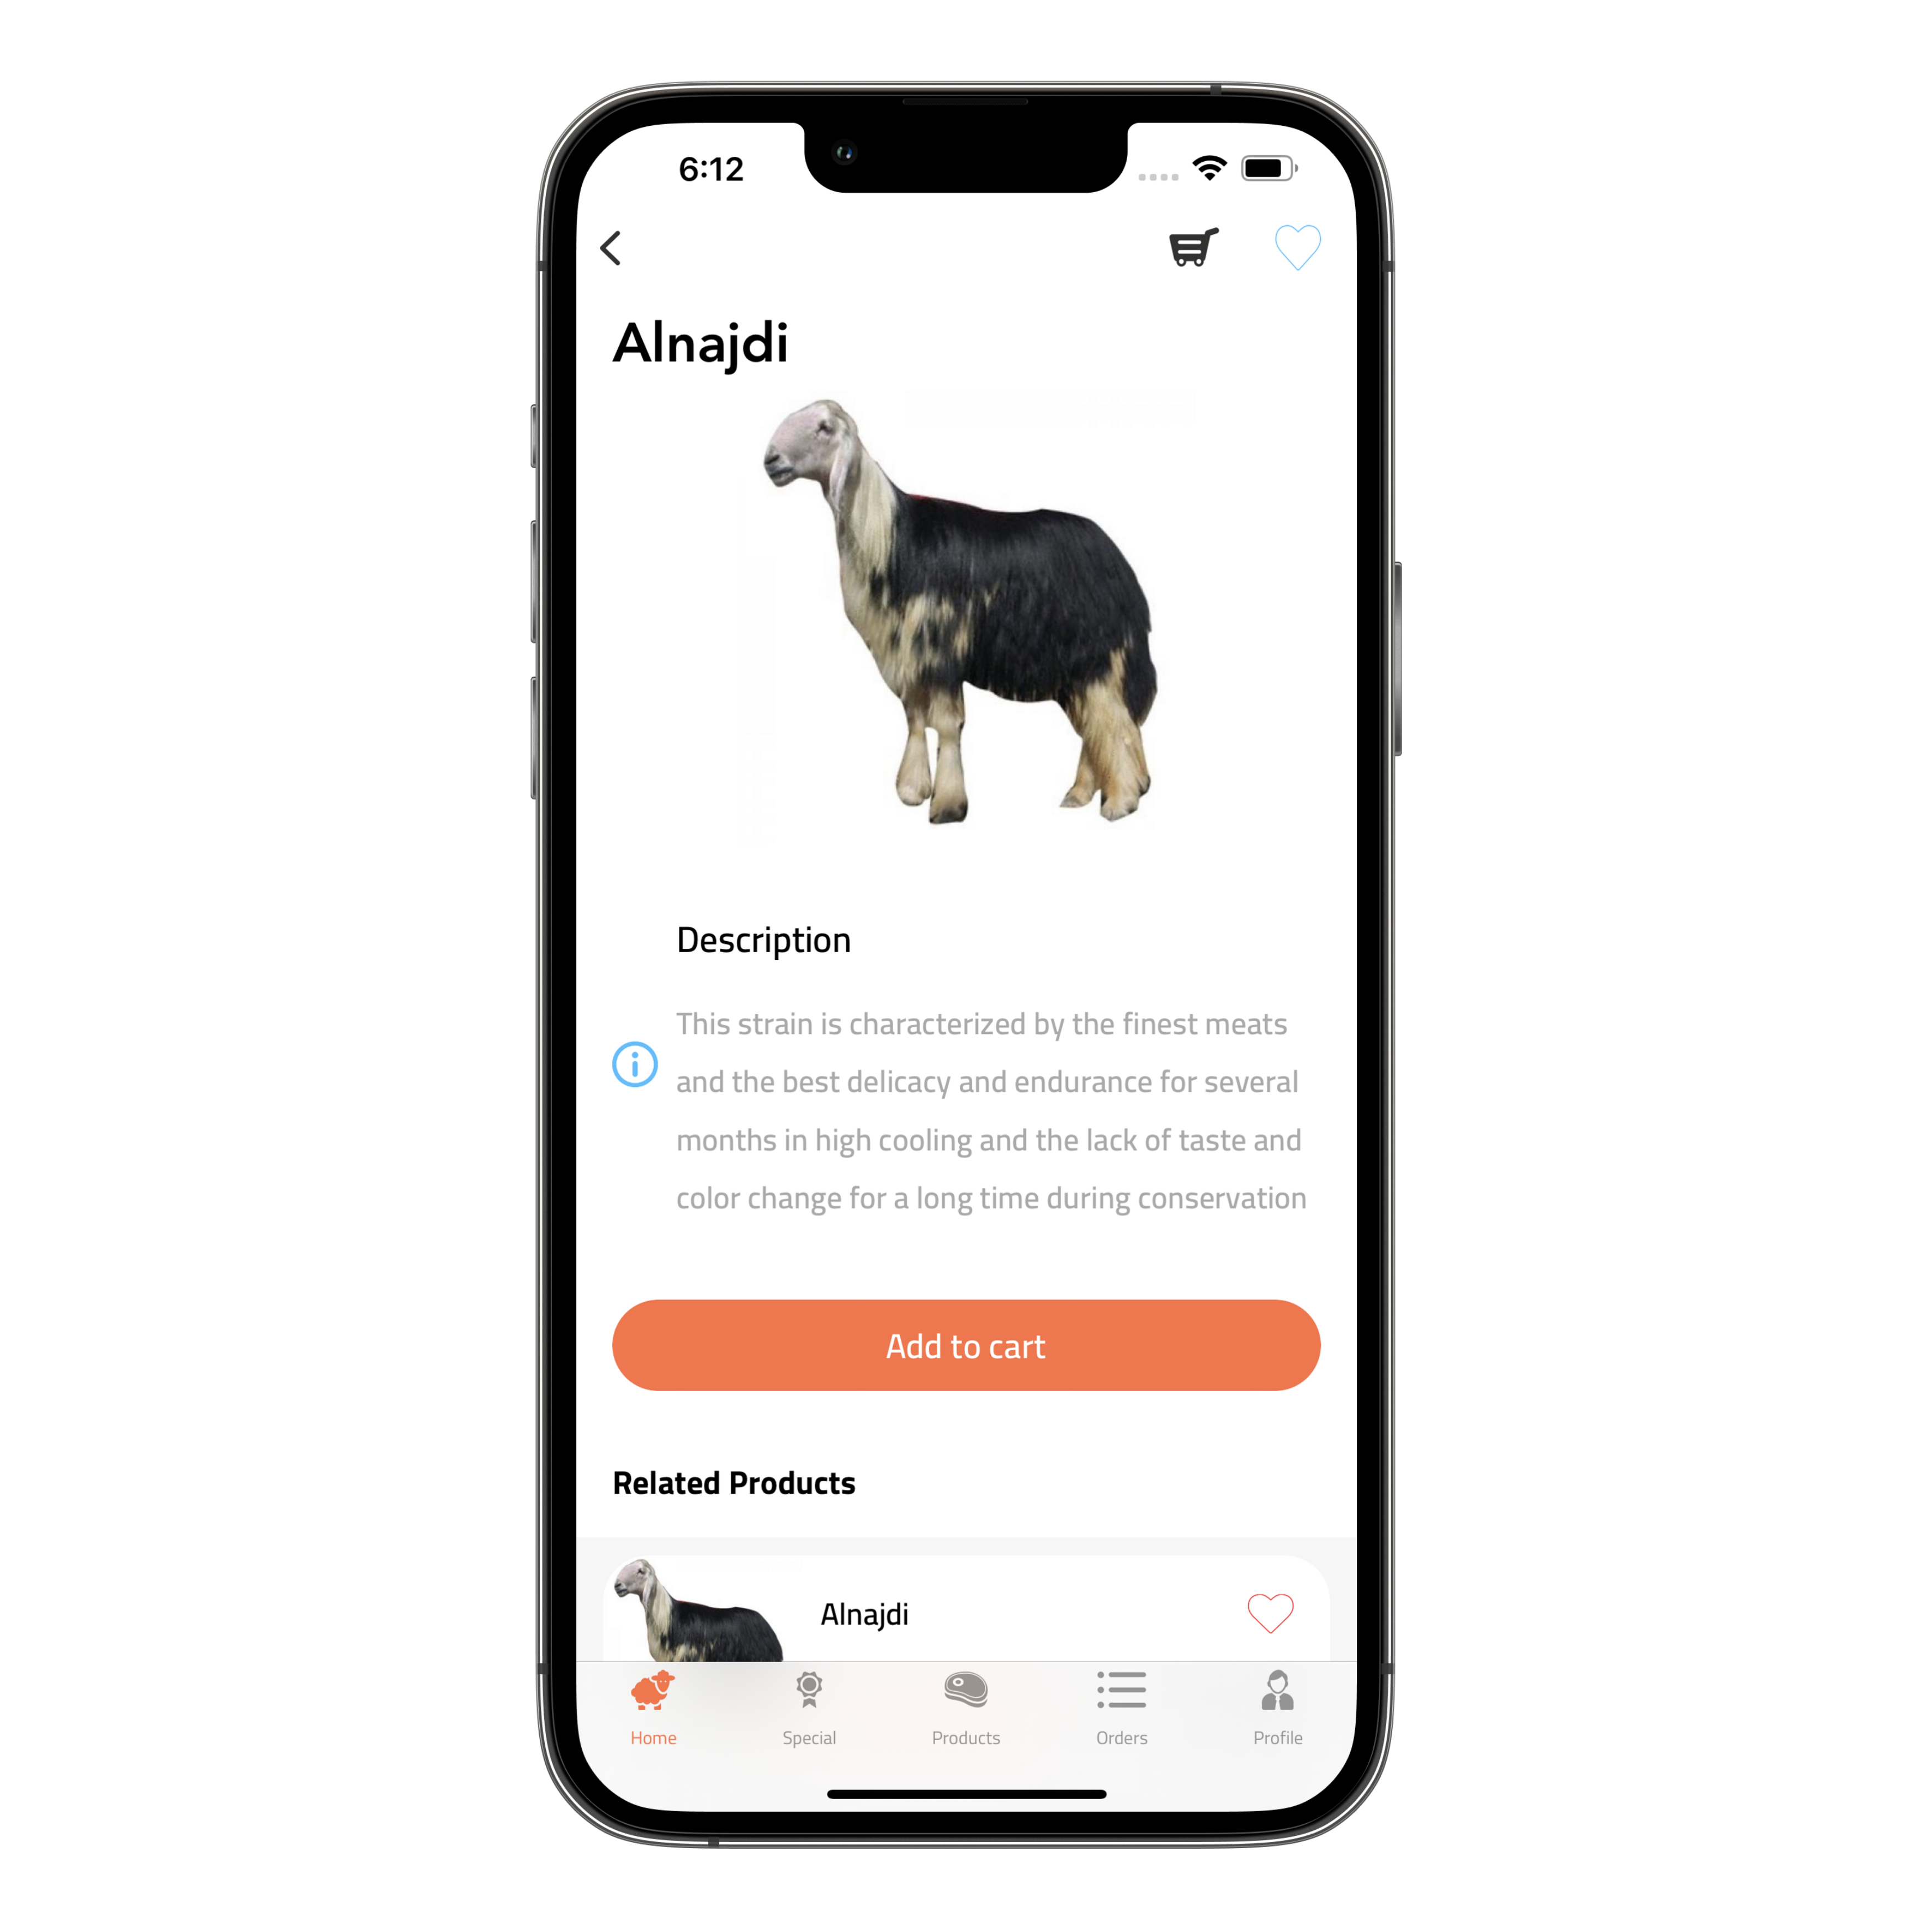 6:12
Alnajdi
Description
This strain is characterized by the finest meats
and the best delicacy and endurance for several
months in high cooling and the lack of taste and
color change for a long time during conservation
Add to cart
Related Products
Alnajdi
Home
Special
Products
Orders
Profile